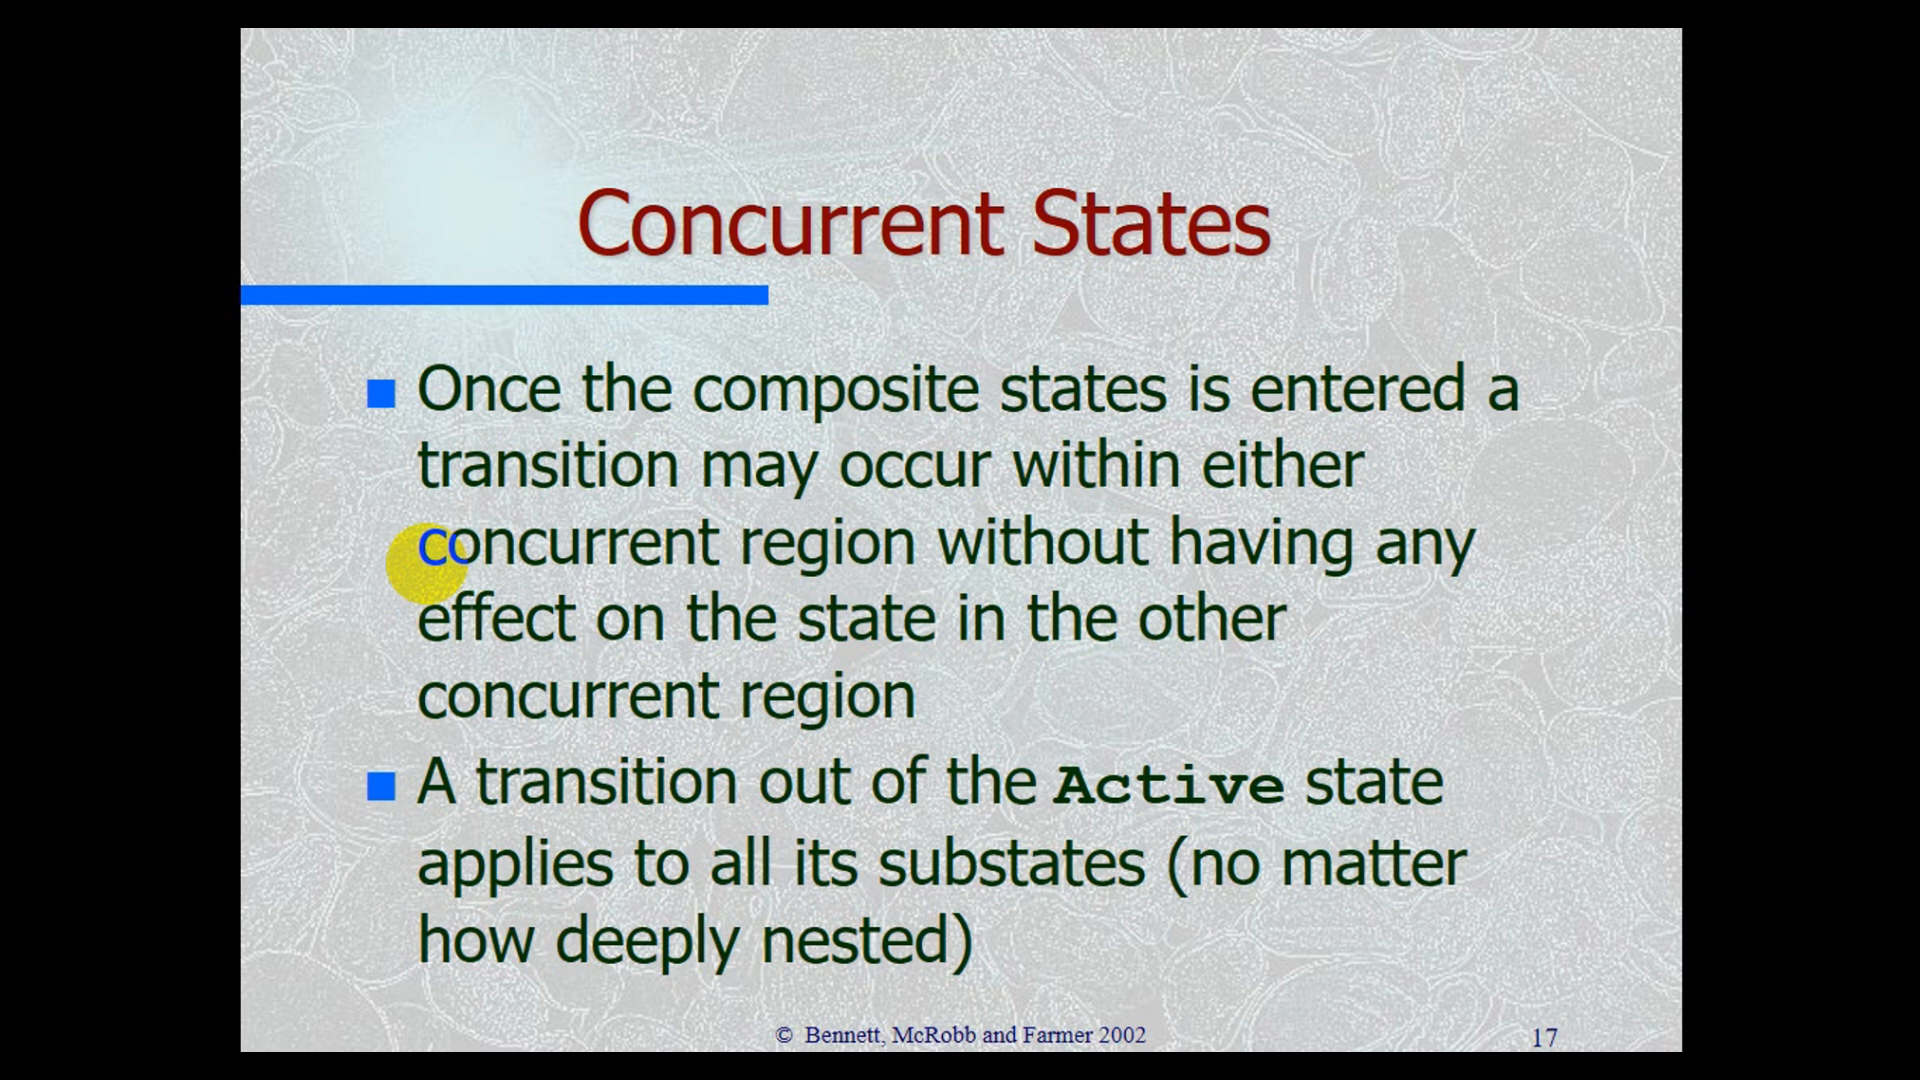 Concurrent States
Once the composite states is entered a
transition may occur within either
concurrent region without having any
effect on the state in the other
concurrent region
A transition out of the Active state
applies to all its substates (no matter
how deeply nested)
© Bennett, McRobb and Farmer 2002
17